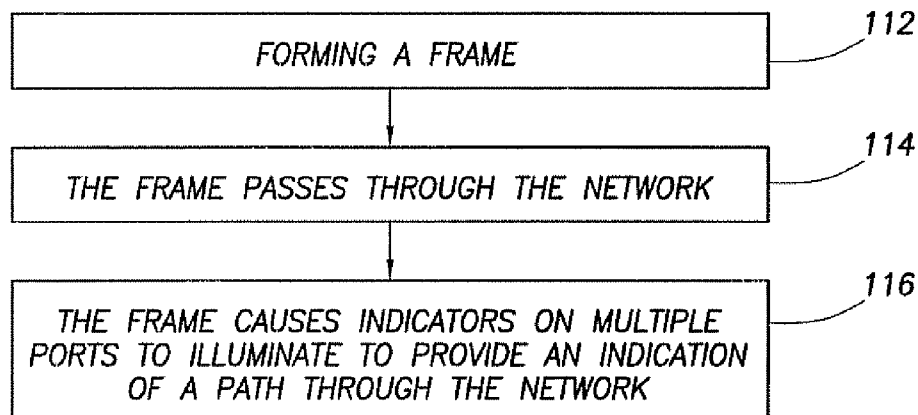 112
FORMING A FRAME
114
THE FRAME PASSES THROUGH THE NETWORK
116
THE FRAME CAUSES INDICATORS ON MULTIPLE
PORTS TO ILLUMINATE TO PROVIDE AN INDICATION
OF A PATH THROUGH THE NETWORK